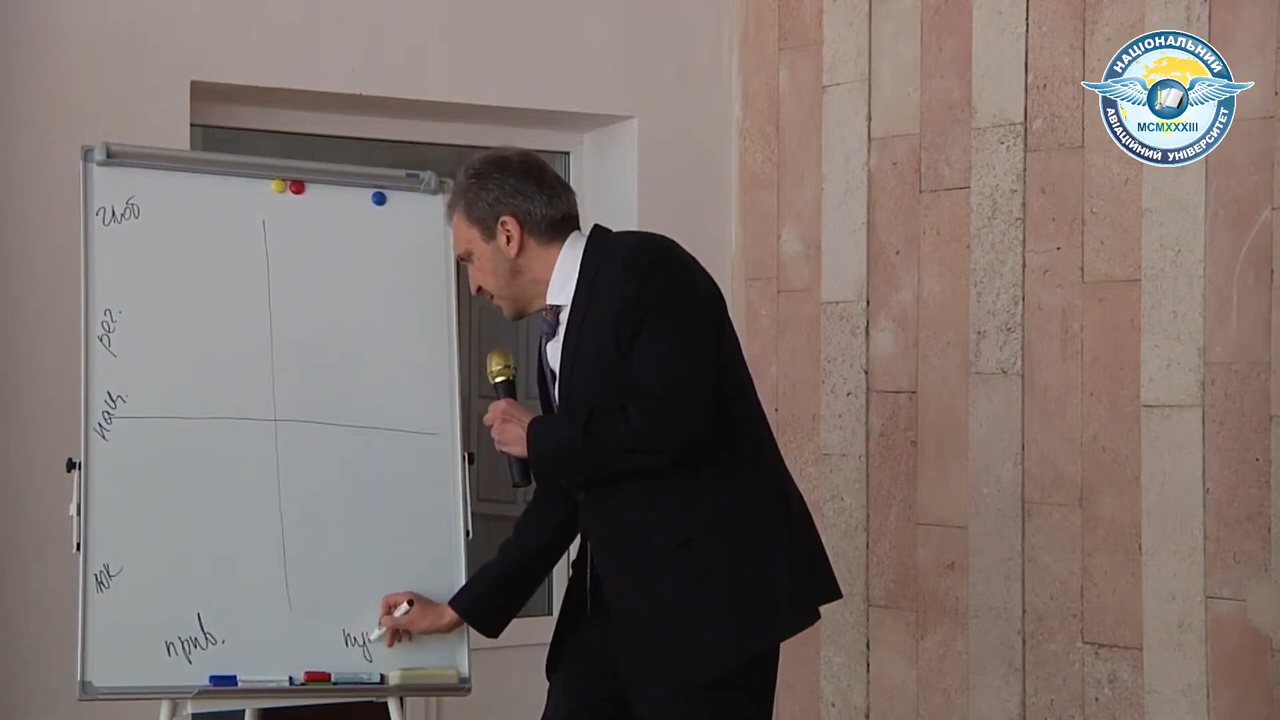 НАЦІОНАЛЬНИЙ
MCMXXXIII
АВІАЦІЙНИЙ УНІВЕРСИТЕТ
глоб
рег.
нац.
лок
прив.
пу